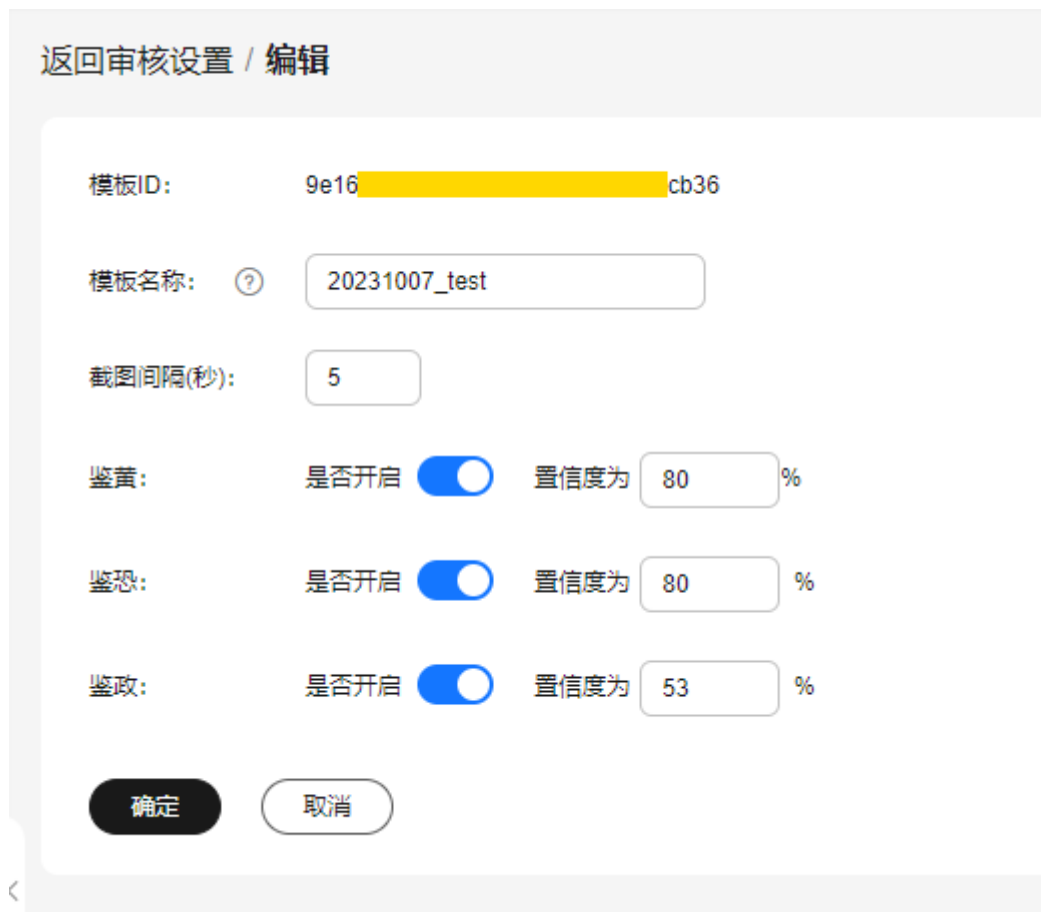 返回审核设置 / 编辑
模板ID: 9e16 cb36
模板名称: ? 20231007_test
截图间隔(秒): 5
鉴黄: 是否开启 置信度为 80 %
鉴恐: 是否开启 置信度为 80 %
鉴政: 是否开启 置信度为 53 %
确定 取消